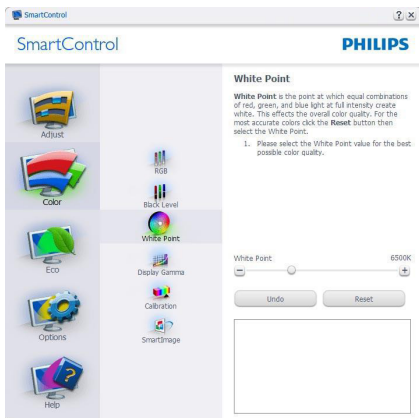 SmartControl
SmartControl
PHILIPS
Adjust
Color
Eco
Options
Help
RGB
Black Level
White Point
Display Gamma
Calibration
SmartImage
White Point
White Point is the point at which equal combinations
of red, green, and blue light at full intensity create
white. This effects the overall color quality. For the
most accurate colors click the Reset button then
select the White Point.
1. Please select the White Point value for the best
possible color quality.
White Point 6500K
Undo
Reset